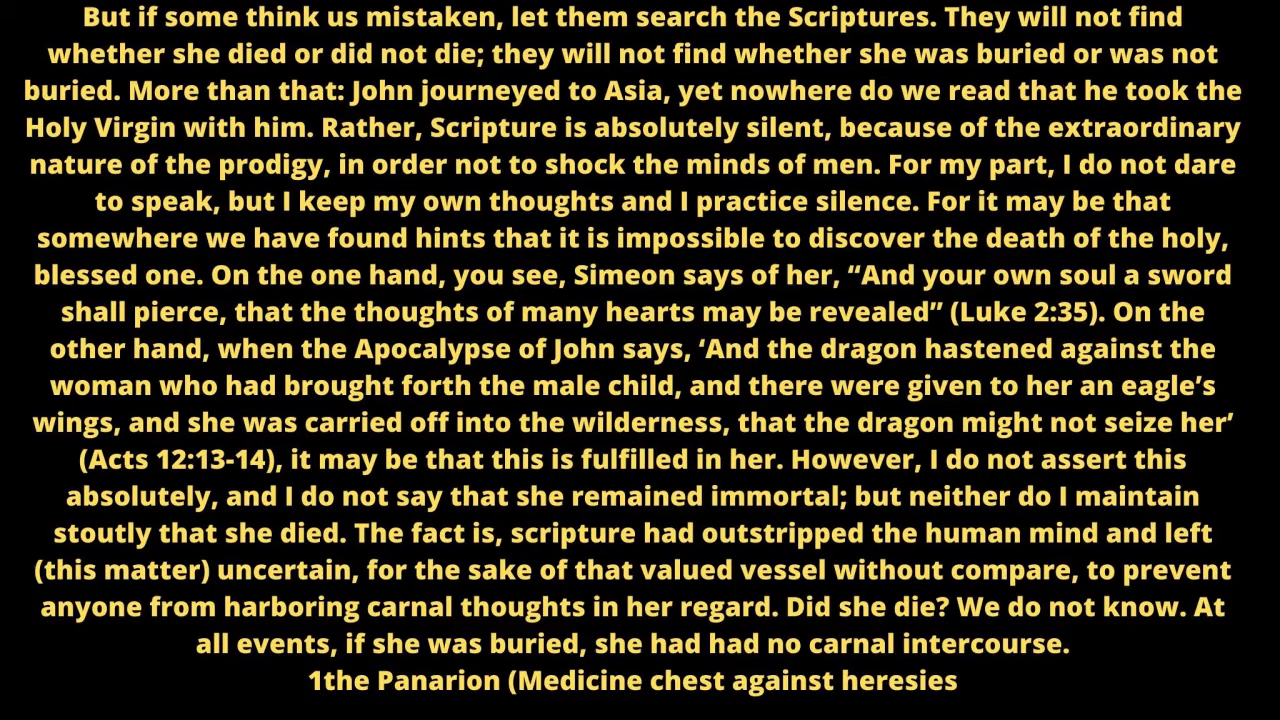 But if some think us mistaken, let them search the Scriptures. They will not find
whether she died or did not die; they will not find whether she was buried or was not
buried. More than that: John journeyed to Asia, yet nowhere do we read that he took the
Holy Virgin with him. Rather, Scripture is absolutely silent, because of the extraordinary
nature of the prodigy, in order not to shock the minds of men. For my part, I do not dare
to speak, but I keep my own thoughts and I practice silence. For it may be that
somewhere we have found hints that it is impossible to discover the death of the holy,
blessed one. On the one hand, you see, Simeon says of her, “And your own soul a sword
shall pierce, that the thoughts of many hearts may be revealed” (Luke 2:35). On the
other hand, when the Apocalypse of John says, ‘And the dragon hastened against the
woman who had brought forth the male child, and there were given to her an eagle’s
wings, and she was carried off into the wilderness, that the dragon might not seize her’
(Acts 12:13-14), it may be that this is fulfilled in her. However, I do not assert this
absolutely, and I do not say that she remained immortal; but neither do I maintain
stoutly that she died. The fact is, scripture had outstripped the human mind and left
(this matter) uncertain, for the sake of that valued vessel without compare, to prevent
anyone from harboring carnal thoughts in her regard. Did she die? We do not know. At
all events, if she was buried, she had had no carnal intercourse.
1the Panarion (Medicine chest against heresies